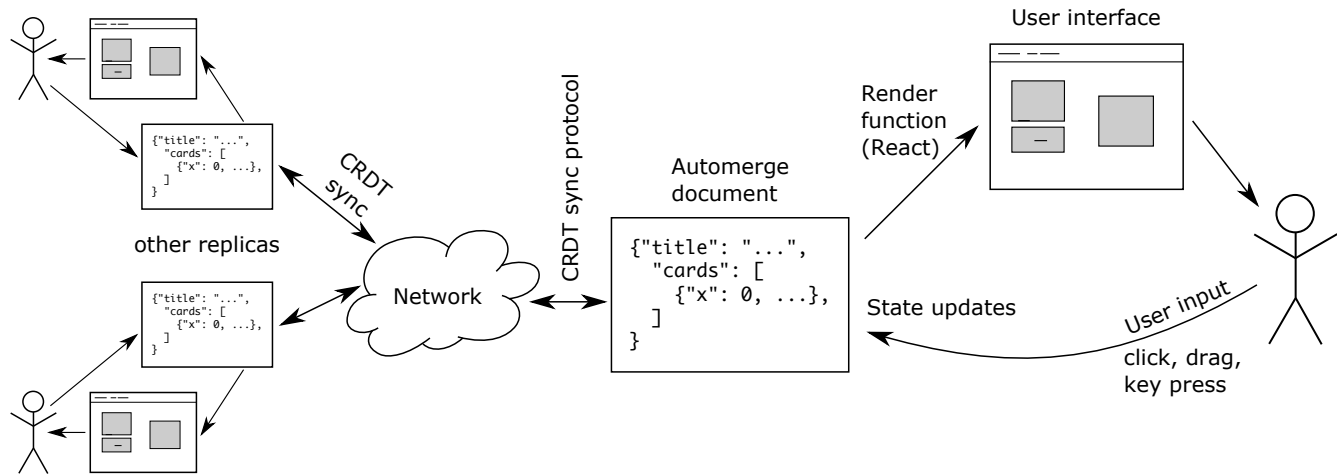 {"title": "...",
"cards": [
{"x": 0, ...},
]
}
CRDT
sync
other replicas
{"title": "...",
"cards": [
{"x": 0, ...},
]
}
Network
CRDT sync protocol
Automerge
document
{"title": "...",
"cards": [
{"x": 0, ...},
]
}
Render
function
(React)
User interface
State updates
User input
click, drag,
key press